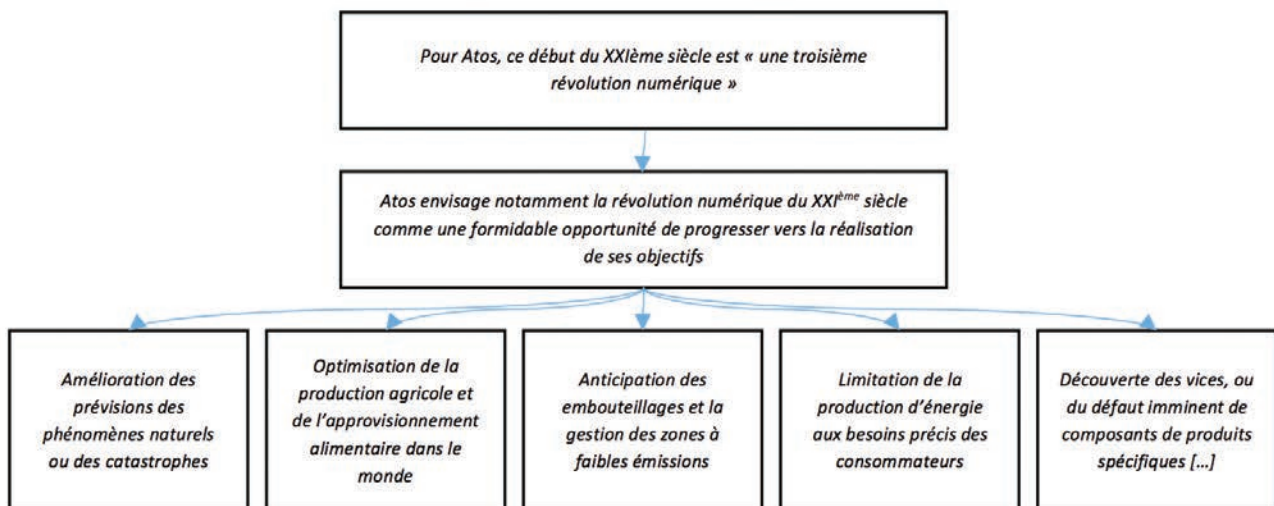 Pour Atos, ce début du XXIème siècle est « une troisième
révolution numérique »
Atos envisage notamment la révolution numérique du XXIème siècle
comme une formidable opportunité de progresser vers la réalisation
de ses objectifs
Amélioration des
prévisions des
phénomènes naturels
ou des catastrophes
Optimisation de la
production agricole et
de l’approvisionnement
alimentaire dans le
monde
Anticipation des
embouteillages et la
gestion des zones à
faibles émissions
Limitation de la
production d’énergie
aux besoins précis des
consommateurs
Découverte des vices, ou
du défaut imminent de
composants de produits
spécifiques […]